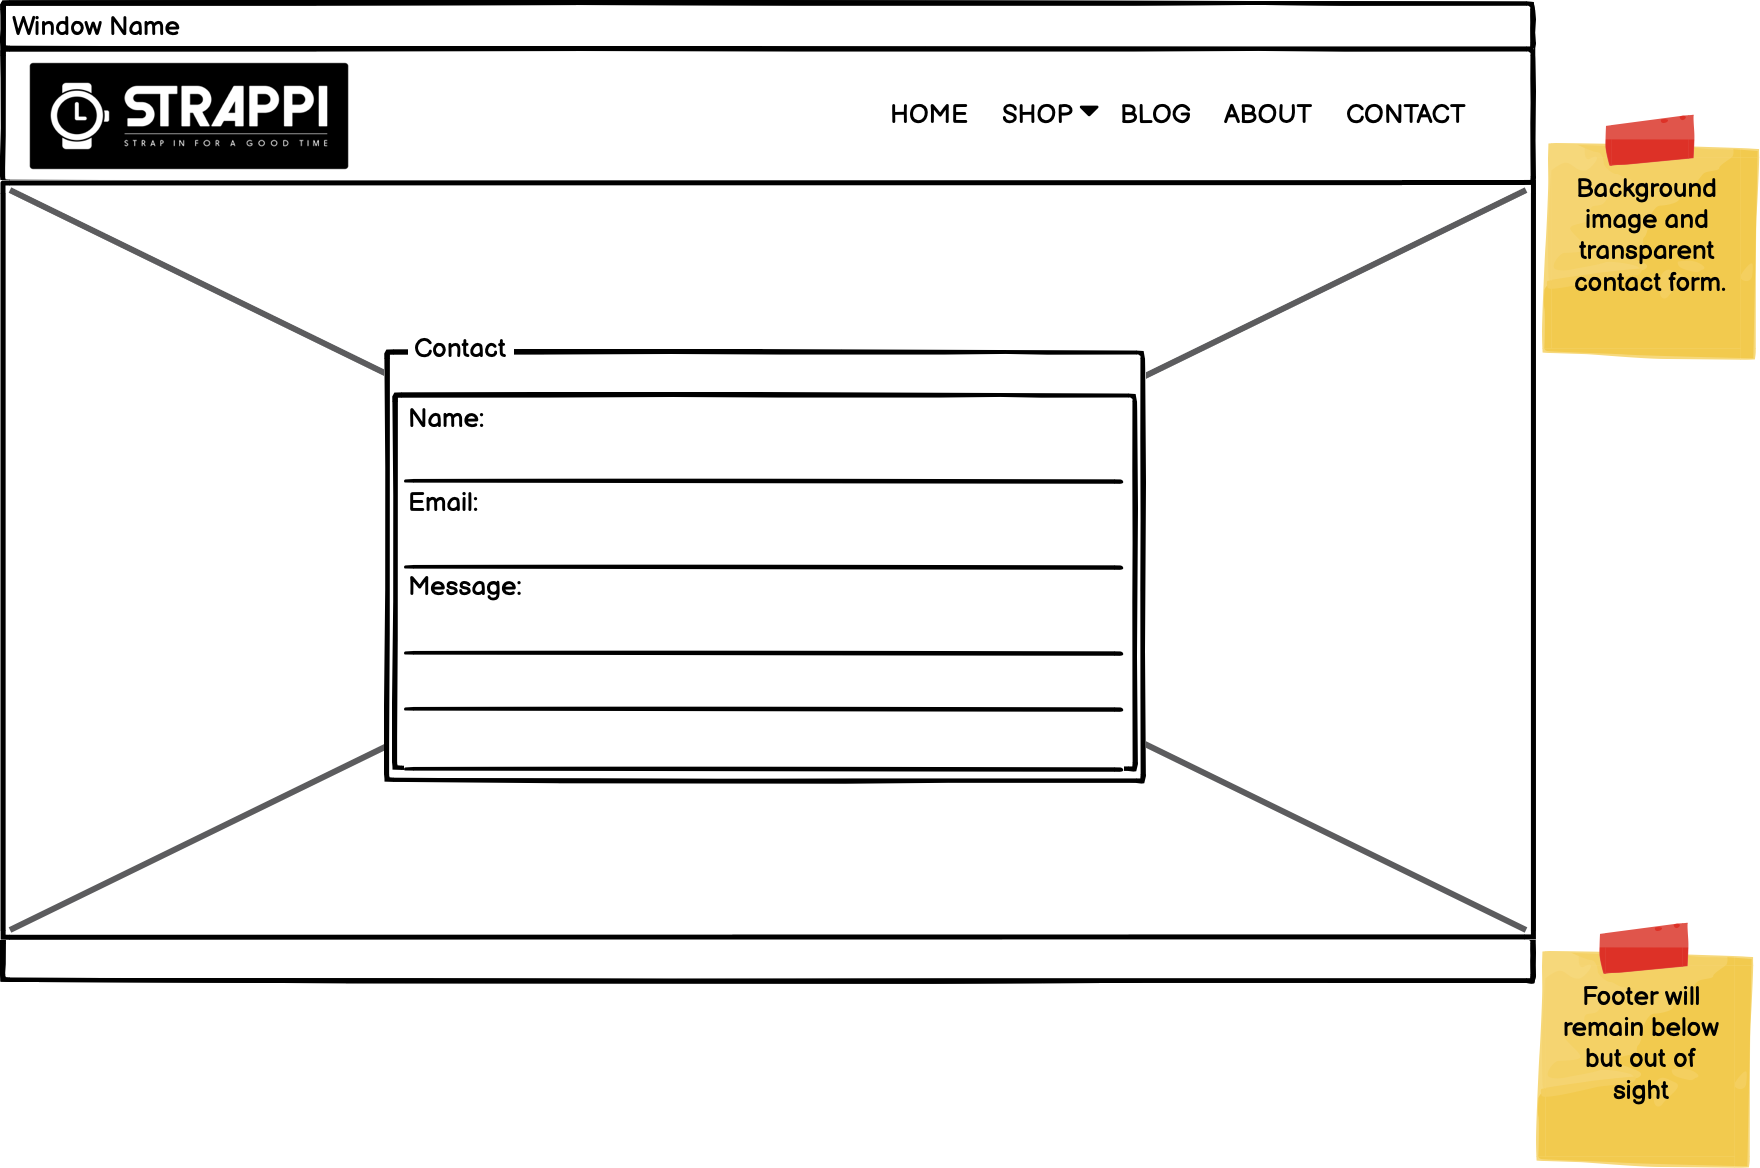 Window Name
STRAPPI
STRAP IN FOR A GOOD TIME
HOME SHOP BLOG ABOUT CONTACT
Background
image and
transparent
contact form.
Contact
Name:
Email:
Message:
Footer will
remain below
but out of
sight